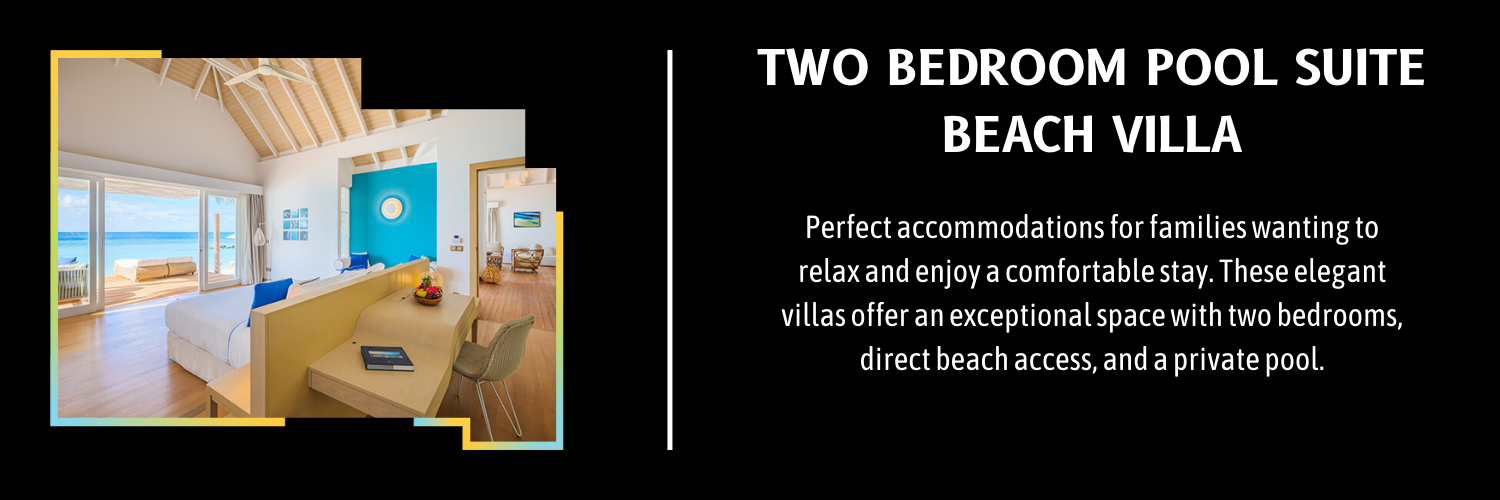 TWO BEDROOM POOL SUITE
BEACH VILLA
Perfect accommodations for families wanting to
relax and enjoy a comfortable stay. These elegant
villas offer an exceptional space with two bedrooms,
direct beach access, and a private pool.